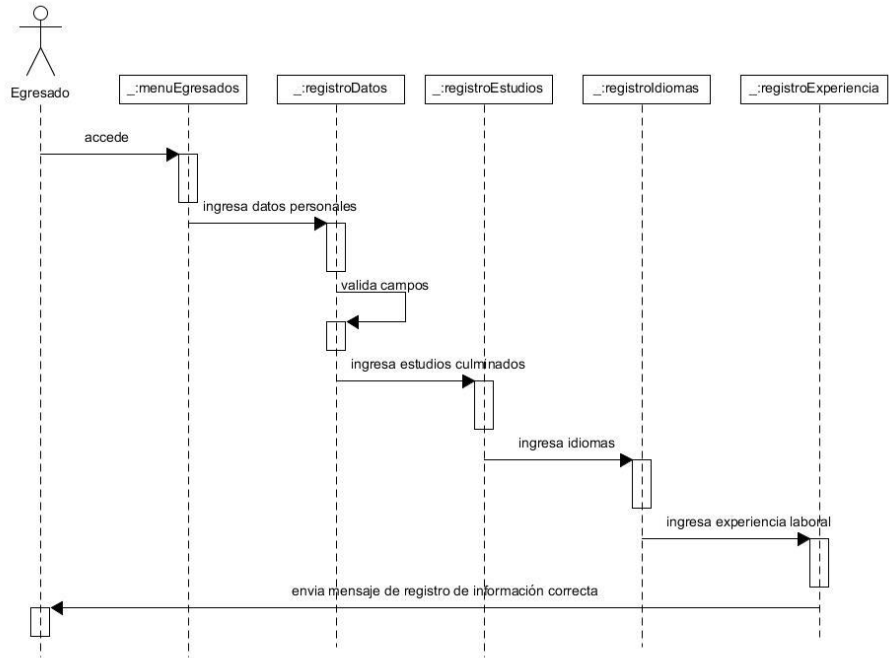 Egresado
_:menuEgresados
_:registroDatos
_:registroEstudios
_:registroIdiomas
_:registroExperiencia
accede
ingresa datos personales
valida campos
ingresa estudios culminados
ingresa idiomas
ingresa experiencia laboral
envia mensaje de registro de información correcta